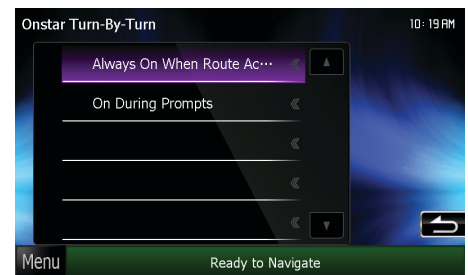 Onstar Turn-By-Turn
10:19 AM
Always On When Route Ac···
On During Prompts
Menu
Ready to Navigate